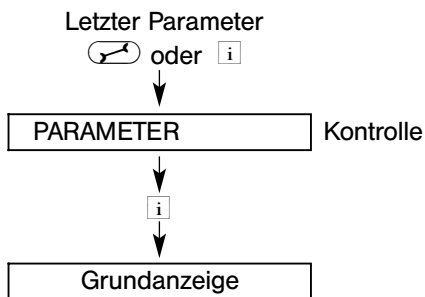 Letzter Parameter
oder i
PARAMETER Kontrolle
i
Grundanzeige